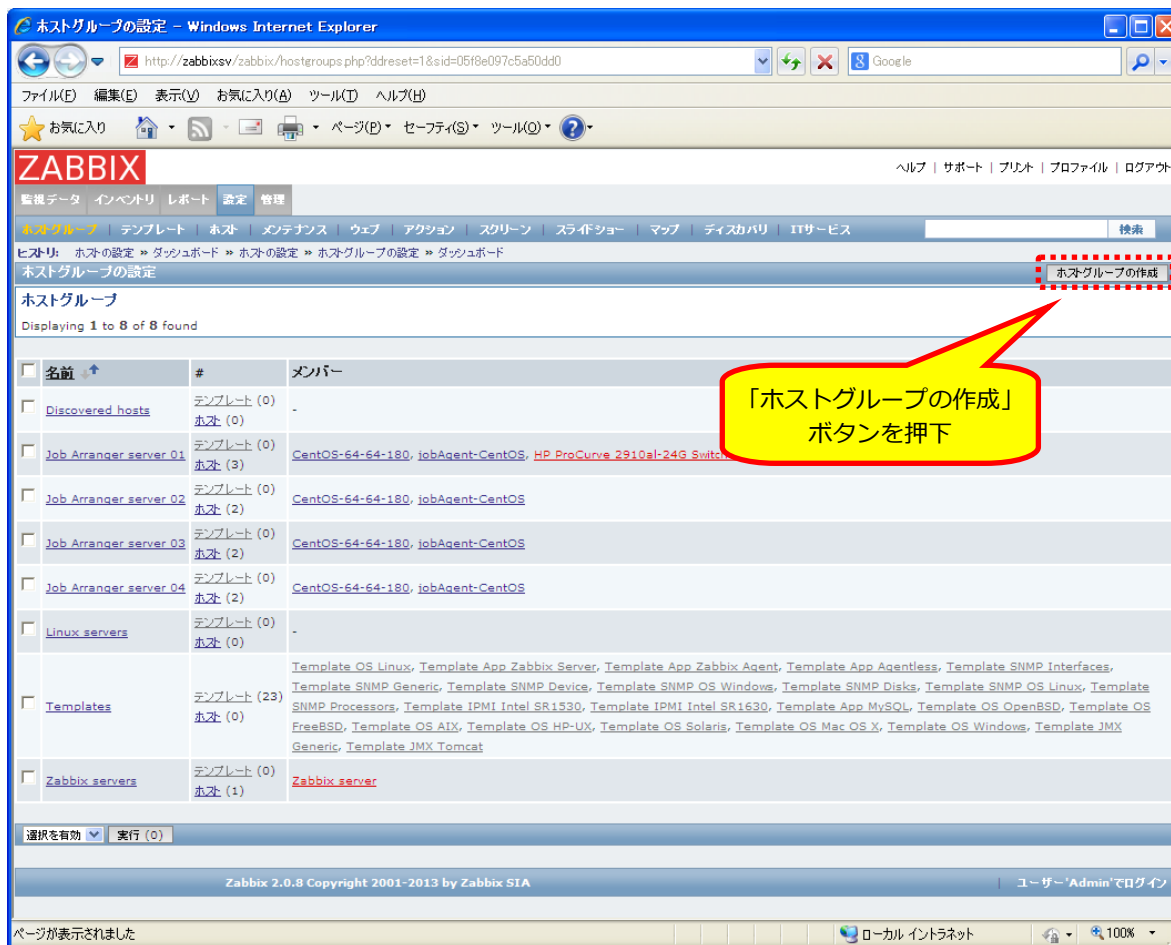 ホストグループの設定 - Windows Internet Explorer
http://zabbixsv/zabbix/hostgroups.php?ddreset=1&sid=05f8e097c5a50dd0
Google
ファイル(F) 編集(E) 表示(V) お気に入り(A) ツール(T) ヘルプ(H)
お気に入り ページ(P) セーフティ(S) ツール(O)
ZABBIX
ヘルプ | サポート | プリント | プロファイル | ログアウト
監視データ インベントリ レポート 設定 管理
ホストグループ | テンプレート | ホスト | メンテナンス | ウェブ | アクション | スクリーン | スライドショー | マップ | ディスカバリ | ITサービス 検索
ヒストリ: ホストの設定 » ダッシュボード » ホストの設定 » ホストグループの設定 » ダッシュボード
ホストグループの設定 ホストグループの作成
ホストグループ
Displaying 1 to 8 of 8 found
「ホストグループの作成」
ボタンを押下
名前 # メンバー
Discovered hosts テンプレート (0) -
ホスト (0)
Job Arranger server 01 テンプレート (0) CentOS-64-64-180, jobAgent-CentOS, HP ProCurve 2910al-24G Switch
ホスト (3)
Job Arranger server 02 テンプレート (0) CentOS-64-64-180, jobAgent-CentOS
ホスト (2)
Job Arranger server 03 テンプレート (0) CentOS-64-64-180, jobAgent-CentOS
ホスト (2)
Job Arranger server 04 テンプレート (0) CentOS-64-64-180, jobAgent-CentOS
ホスト (2)
Linux servers テンプレート (0) -
ホスト (0)
Templates テンプレート (23)
ホスト (0)
Template OS Linux, Template App Zabbix Server, Template App Zabbix Agent, Template App Agentless, Template SNMP Interfaces,
Template SNMP Generic, Template SNMP Device, Template SNMP OS Windows, Template SNMP Disks, Template SNMP OS Linux, Template
SNMP Processors, Template IPMI Intel SR1530, Template IPMI Intel SR1630, Template App MySQL, Template OS OpenBSD, Template OS
FreeBSD, Template OS AIX, Template OS HP-UX, Template OS Solaris, Template OS Mac OS X, Template OS Windows, Template JMX
Generic, Template JMX Tomcat
Zabbix servers テンプレート (0) Zabbix server
ホスト (1)
選択を有効 実行 (0)
Zabbix 2.0.8 Copyright 2001-2013 by Zabbix SIA | ユーザー'Admin'でログイン
ページが表示されました ローカル イントラネット 100%